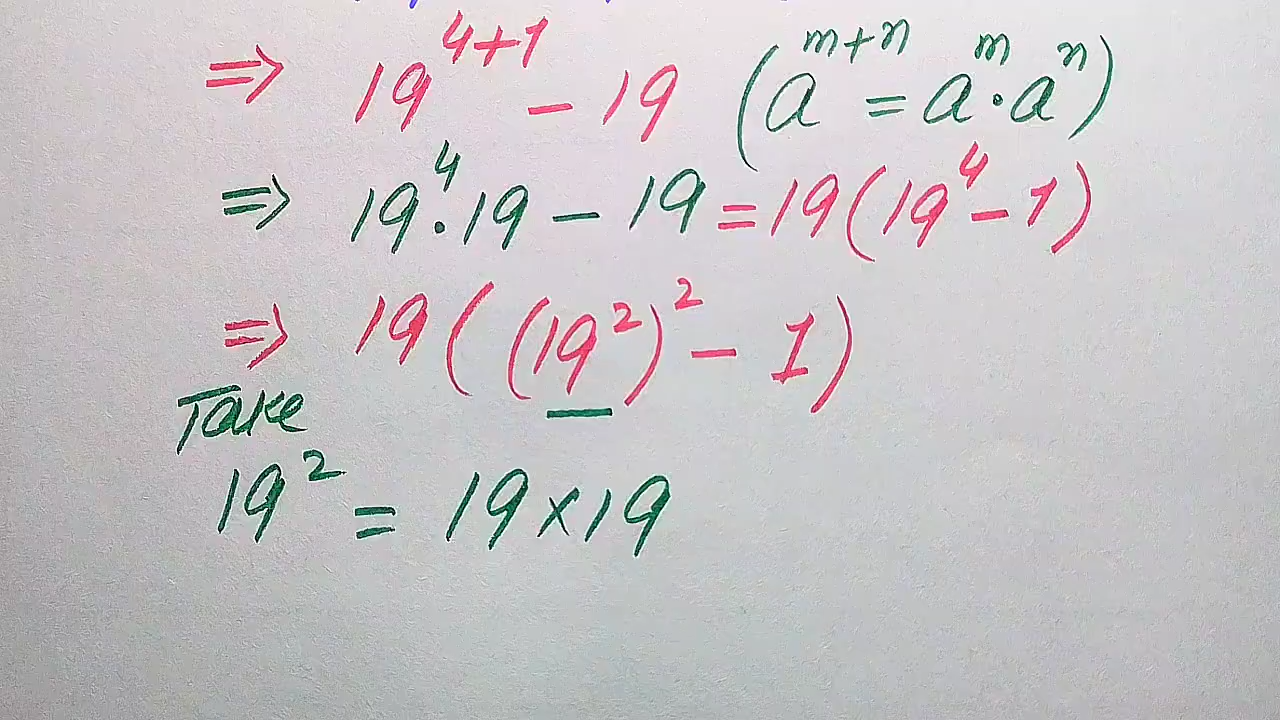 ⇒ 19^{4+1} - 19 (a^{m+n} = a^m · a^n)
⇒ 19^4 · 19 - 19 = 19(19^4 - 1)
⇒ 19((19^2)^2 - 1)
Take
19^2 = 19 × 19